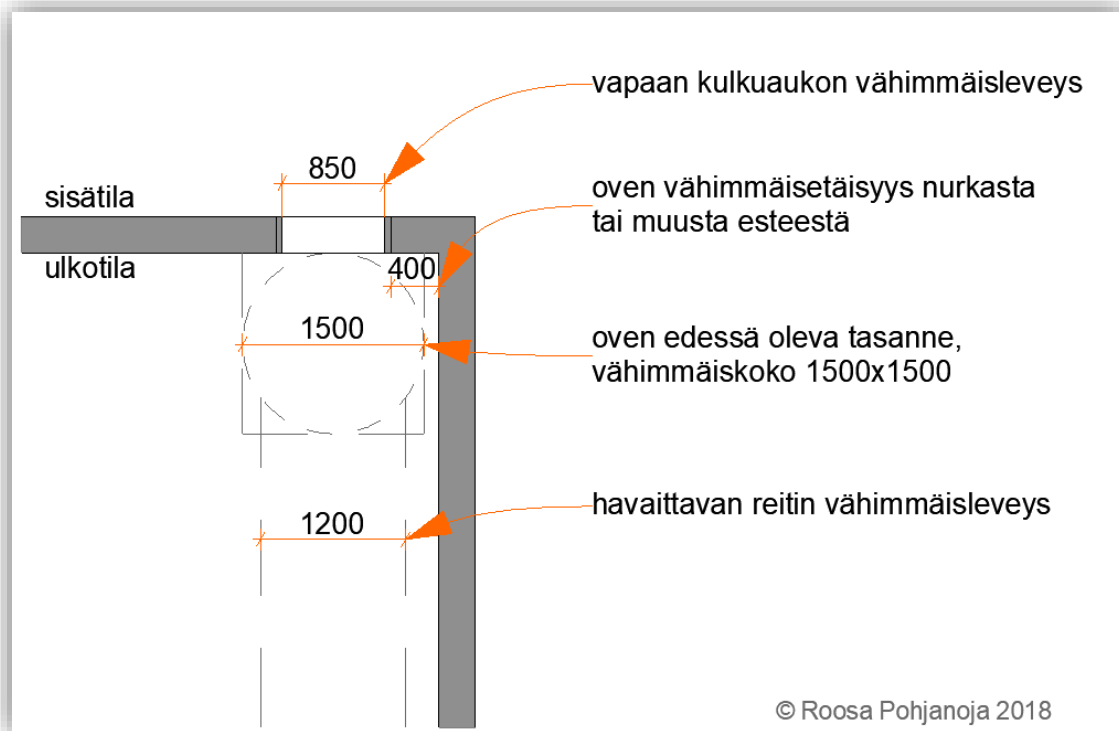 vapaan kulkuaukon vähimmäisleveys
850
sisätila
oven vähimmäisetäisyys nurkasta
tai muusta esteestä
ulkotila
400
1500
oven edessä oleva tasanne,
vähimmäiskoko 1500x1500
havaittavan reitin vähimmäisleveys
1200
© Roosa Pohjanoja 2018